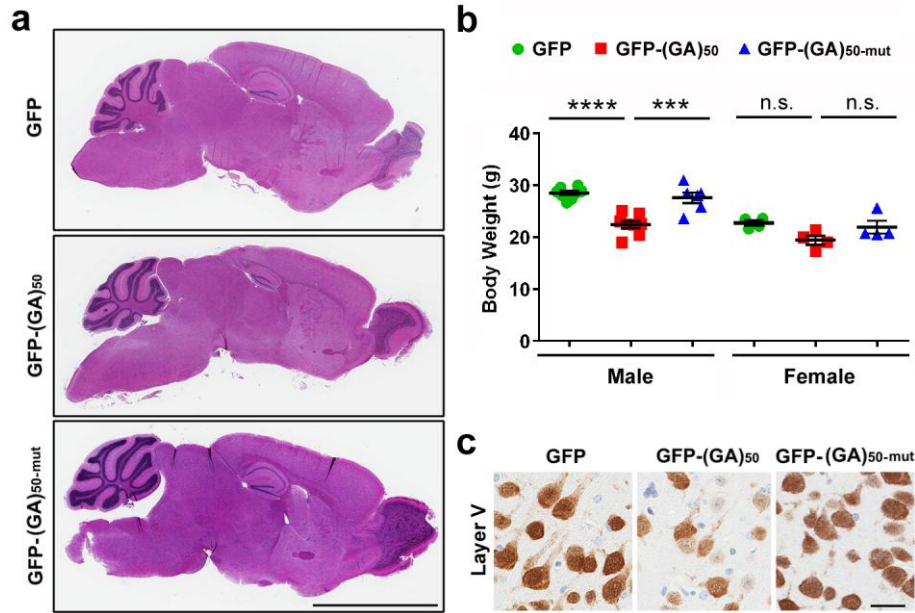 a
GFP
GFP-(GA)50
GFP-(GA)50-mut
b
GFP GFP-(GA)50 GFP-(GA)50-mut
**** *** n.s. n.s.
Body Weight (g)
40
30
20
10
0
Male Female
c
GFP GFP-(GA)50 GFP-(GA)50-mut
Layer V